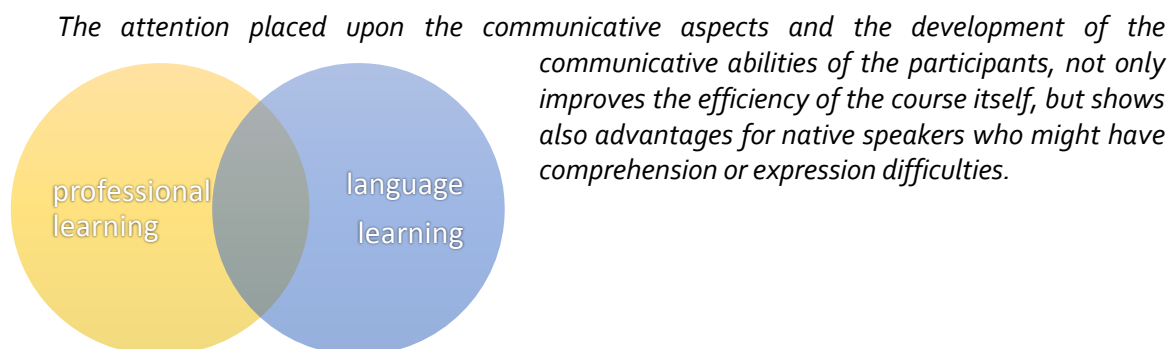 The attention placed upon the communicative aspects and the development of the
communicative abilities of the participants, not only
improves the efficiency of the course itself, but shows
also advantages for native speakers who might have
comprehension or expression difficulties.
professional
learning
language
learning